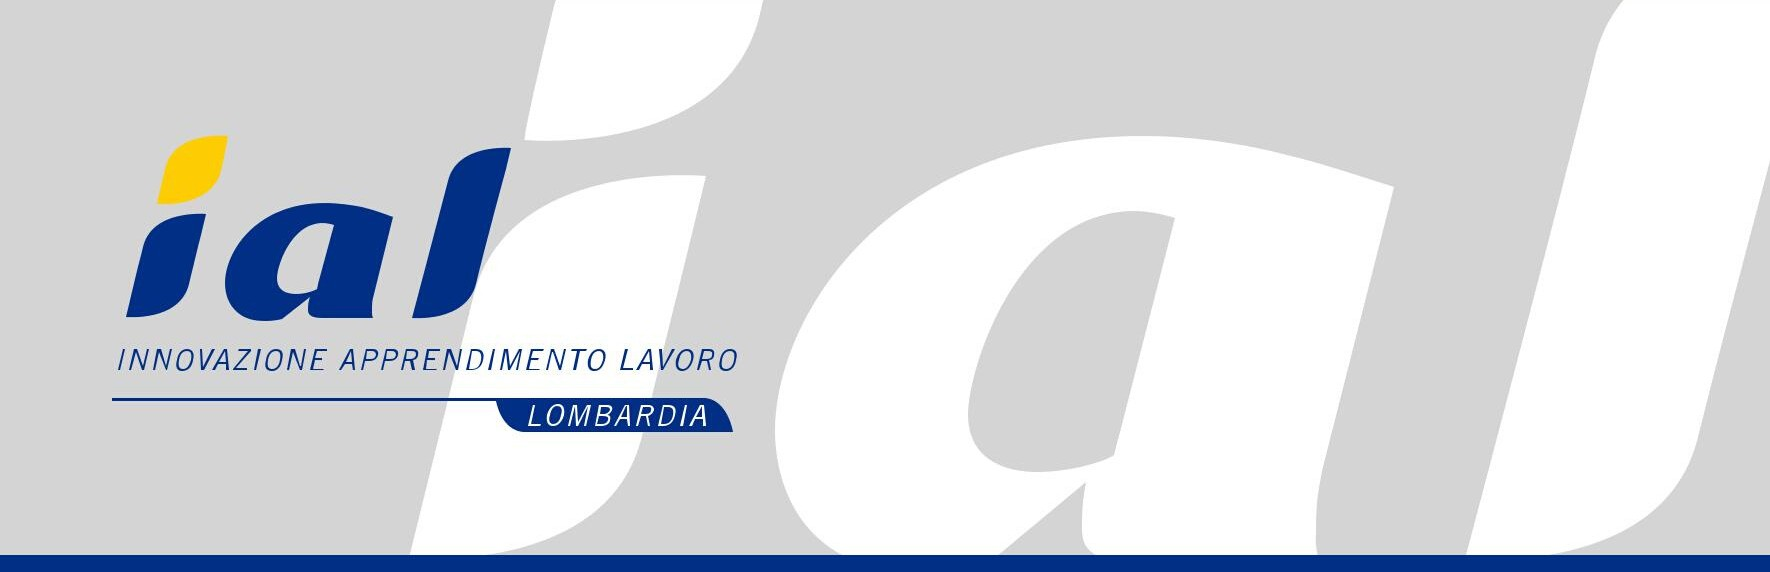 ial
INNOVAZIONE APPRENDIMENTO LAVORO
LOMBARDIA
ial